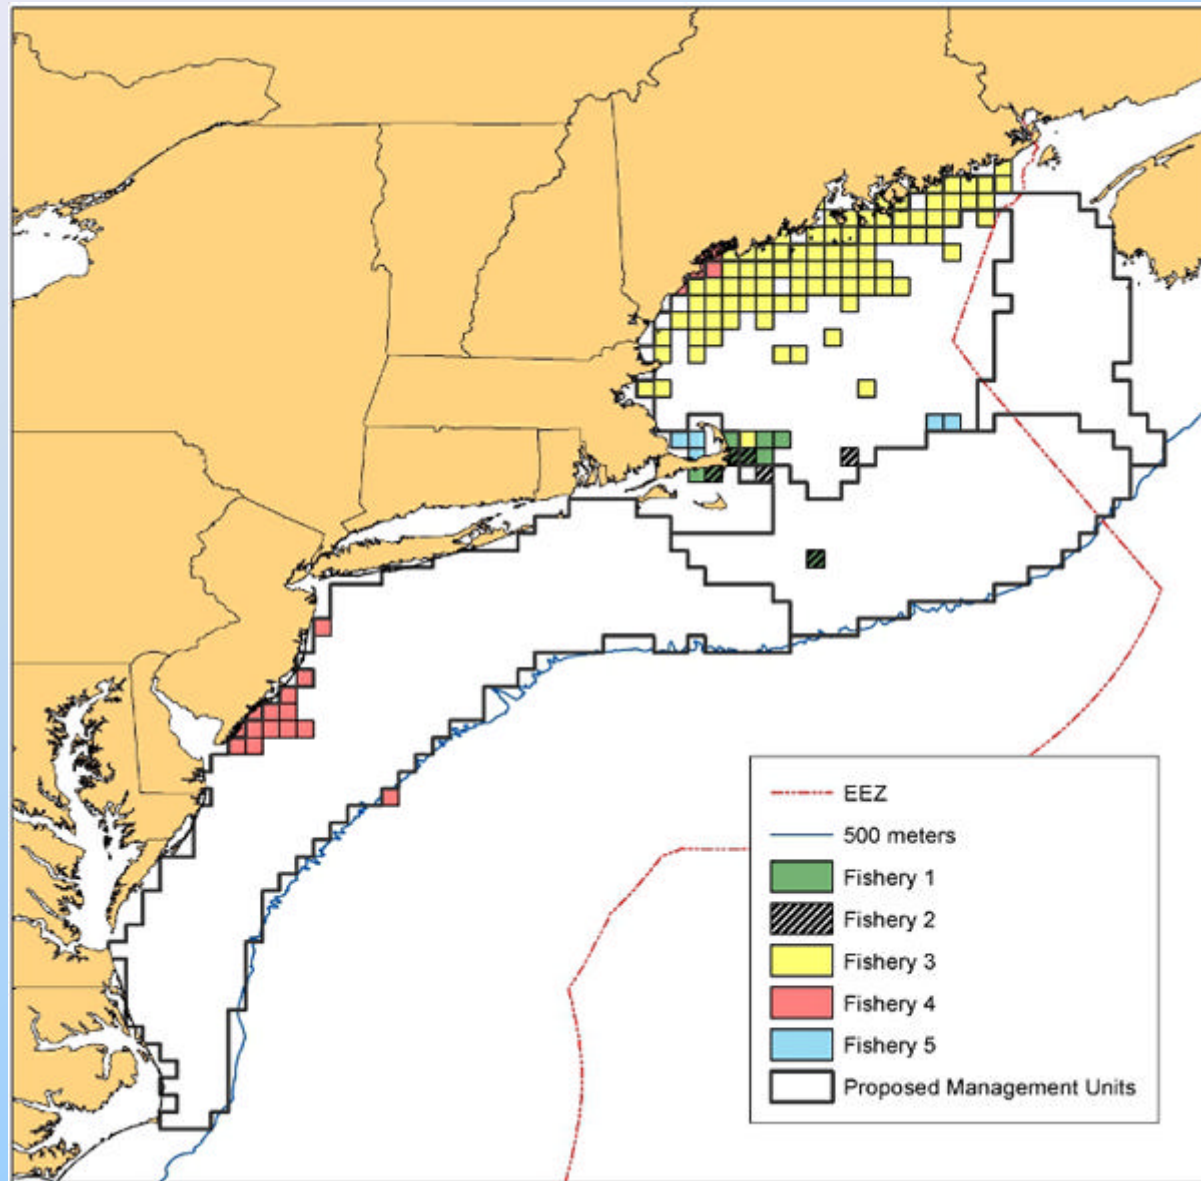 EEZ
500 meters
Fishery 1
Fishery 2
Fishery 3
Fishery 4
Fishery 5
Proposed Management Units